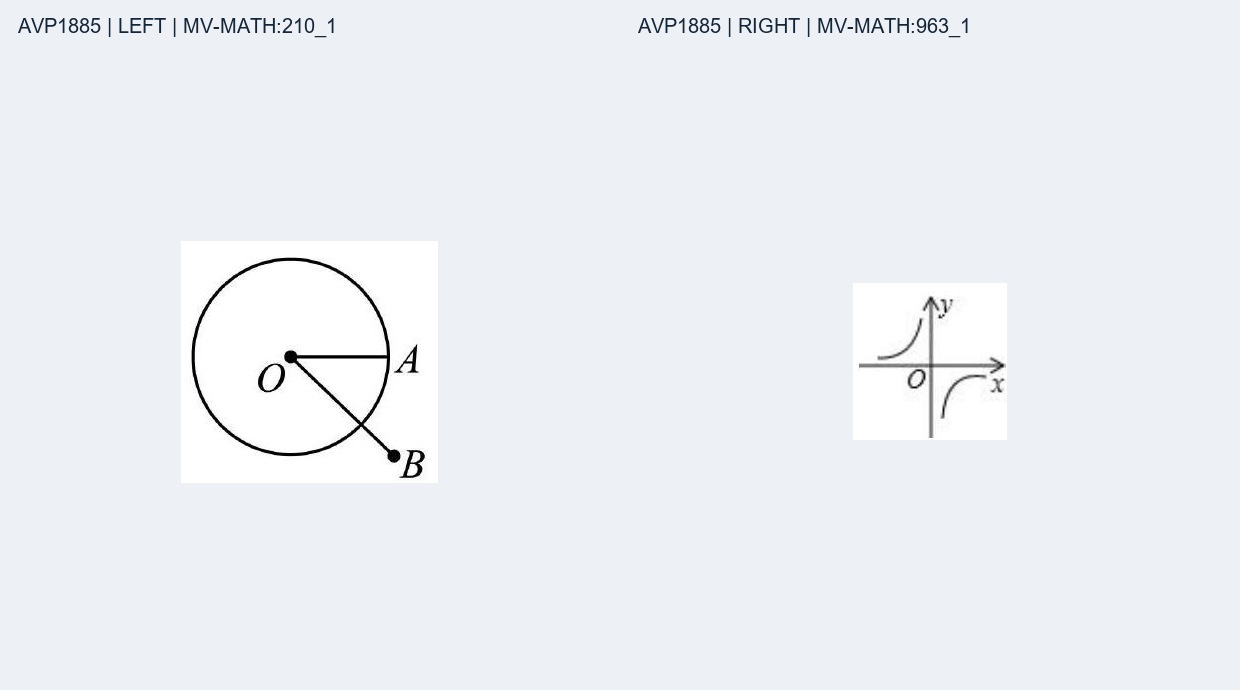 AVP1885 | LEFT | MV-MATH:210_1
AVP1885 | RIGHT | MV-MATH:963_1
O
A
B
y
O
x